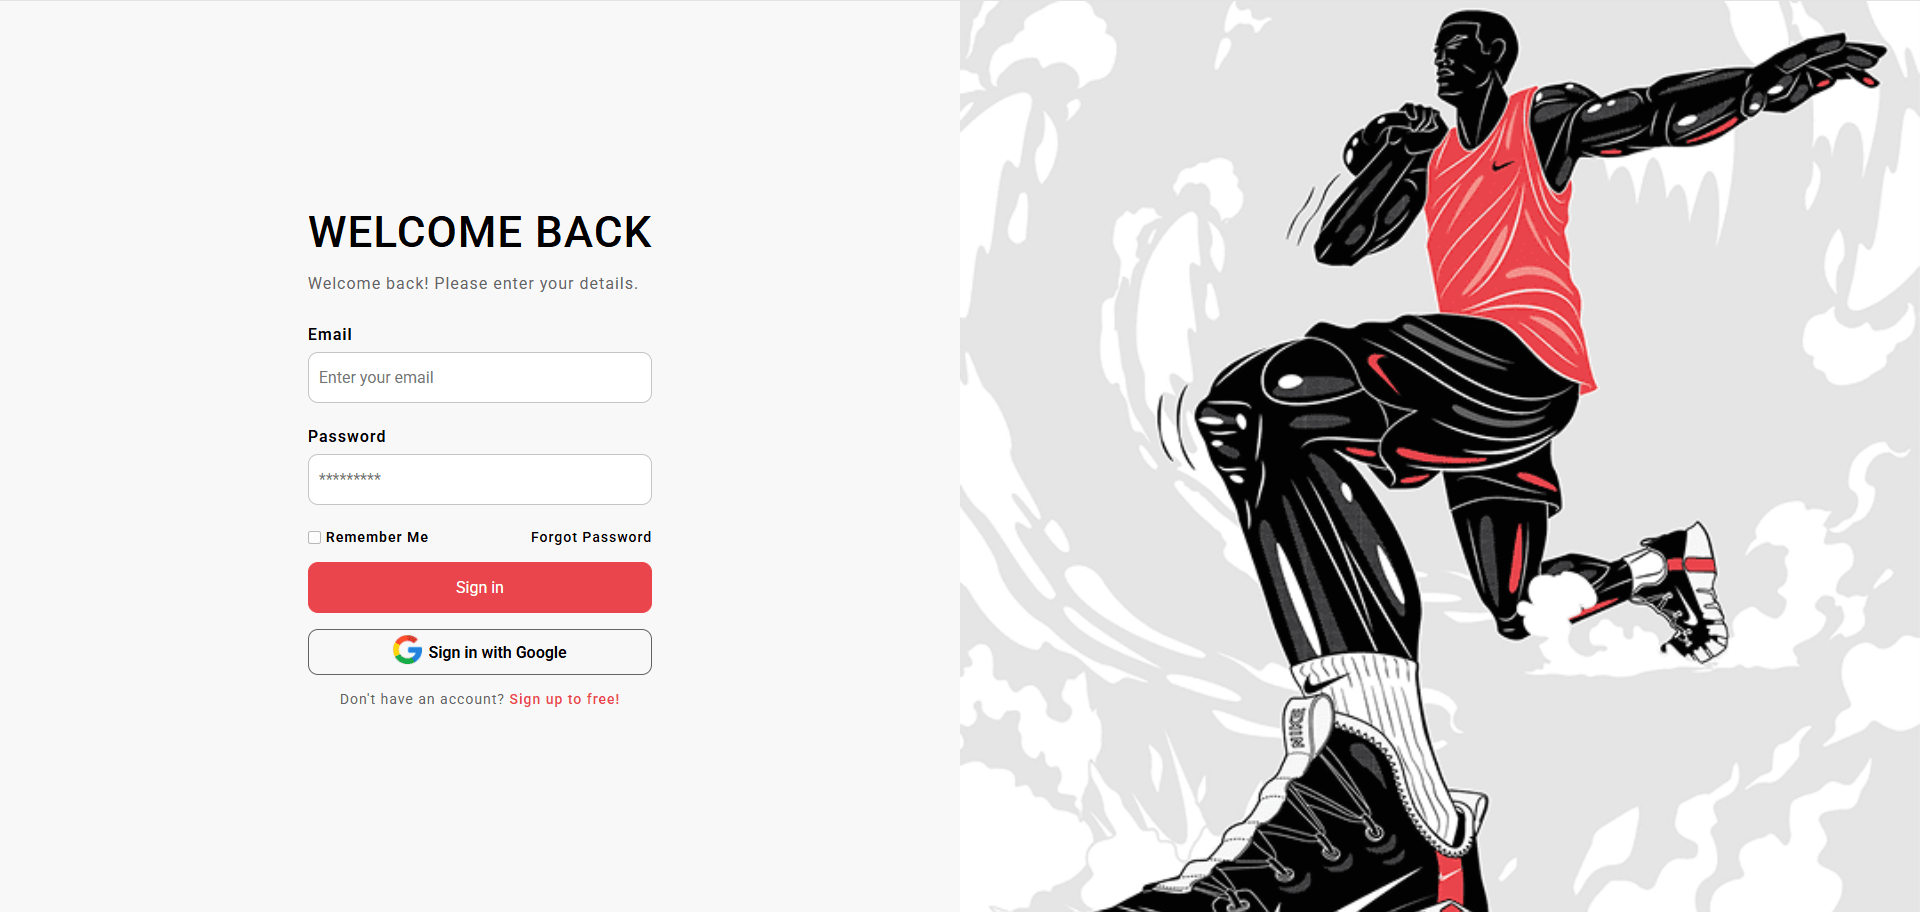 WELCOME BACK
Welcome back! Please enter your details.
Email
Enter your email
Password
*********
Remember Me
Forgot Password
Sign in
Sign in with Google
Don't have an account? Sign up to free!
NIKE